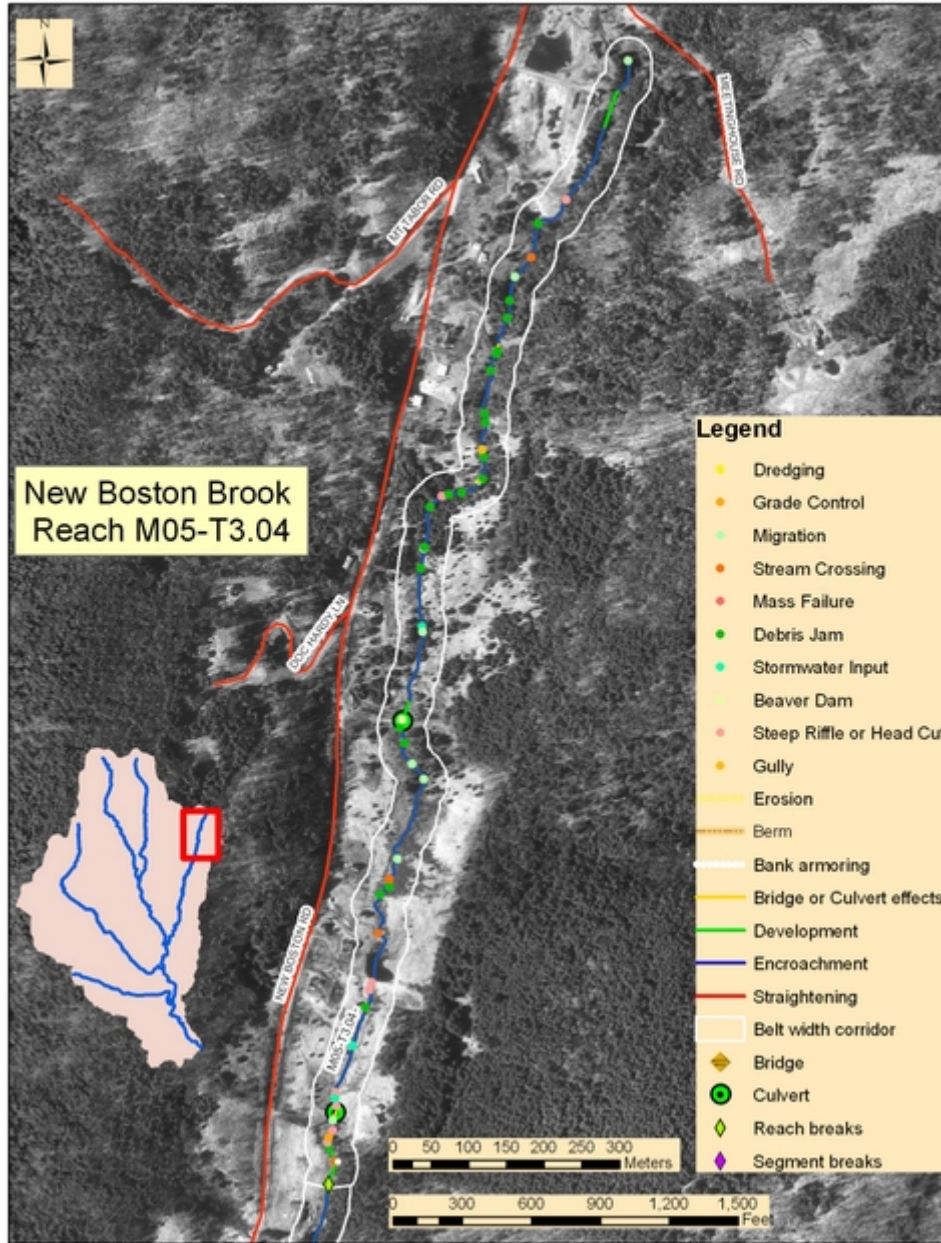 N
MEETINGHOUSE RD
MT TABOR RD
New Boston Brook
Reach M05-T3.04
DOC HARDY LN
NEW BOSTON RD
M05-T3.04
Legend
Dredging
Grade Control
Migration
Stream Crossing
Mass Failure
Debris Jam
Stormwater Input
Beaver Dam
Steep Riffle or Head Cu
Gully
Erosion
Berm
Bank armoring
Bridge or Culvert effects
Development
Encroachment
Straightening
Belt width corridor
Bridge
Culvert
Reach breaks
Segment breaks
0 50 100 150 200 250 300
Meters
0 300 600 900 1,200 1,500
Feet